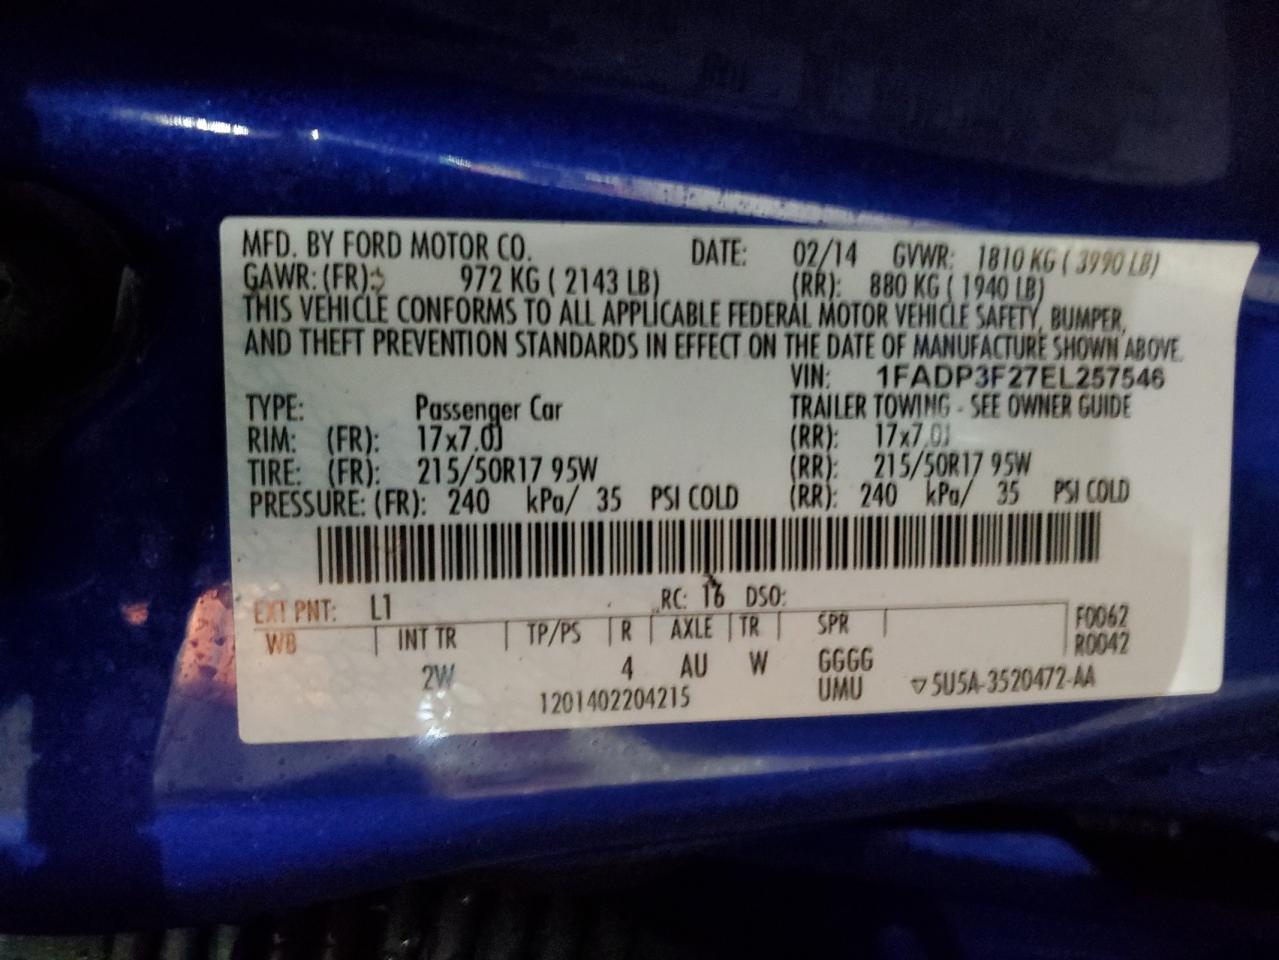 MFD. BY FORD MOTOR CO. DATE: 02/14 GVWR: 1810 KG ( 3990 LB)
GAWR: (FR): 972 KG ( 2143 LB) (RR): 880 KG ( 1940 LB)
THIS VEHICLE CONFORMS TO ALL APPLICABLE FEDERAL MOTOR VEHICLE SAFETY, BUMPER,
AND THEFT PREVENTION STANDARDS IN EFFECT ON THE DATE OF MANUFACTURE SHOWN ABOVE.
VIN: 1FADP3F27EL257546
TYPE: Passenger Car TRAILER TOWING - SEE OWNER GUIDE
RIM: (FR): 17x7.0J (RR): 17x7.0J
TIRE: (FR): 215/50R17 95W (RR): 215/50R17 95W
PRESSURE: (FR): 240 kPa/ 35 PSI COLD (RR): 240 kPa/ 35 PSI COLD
EXT PNT: L1 RC: 16 DSO:
WB | INT TR | TP/PS | R | AXLE | TR | SPR | F0062
R0042
2W 4 AU W GGGG
1201402204215 UMU ▽5U5A-3520472-AA